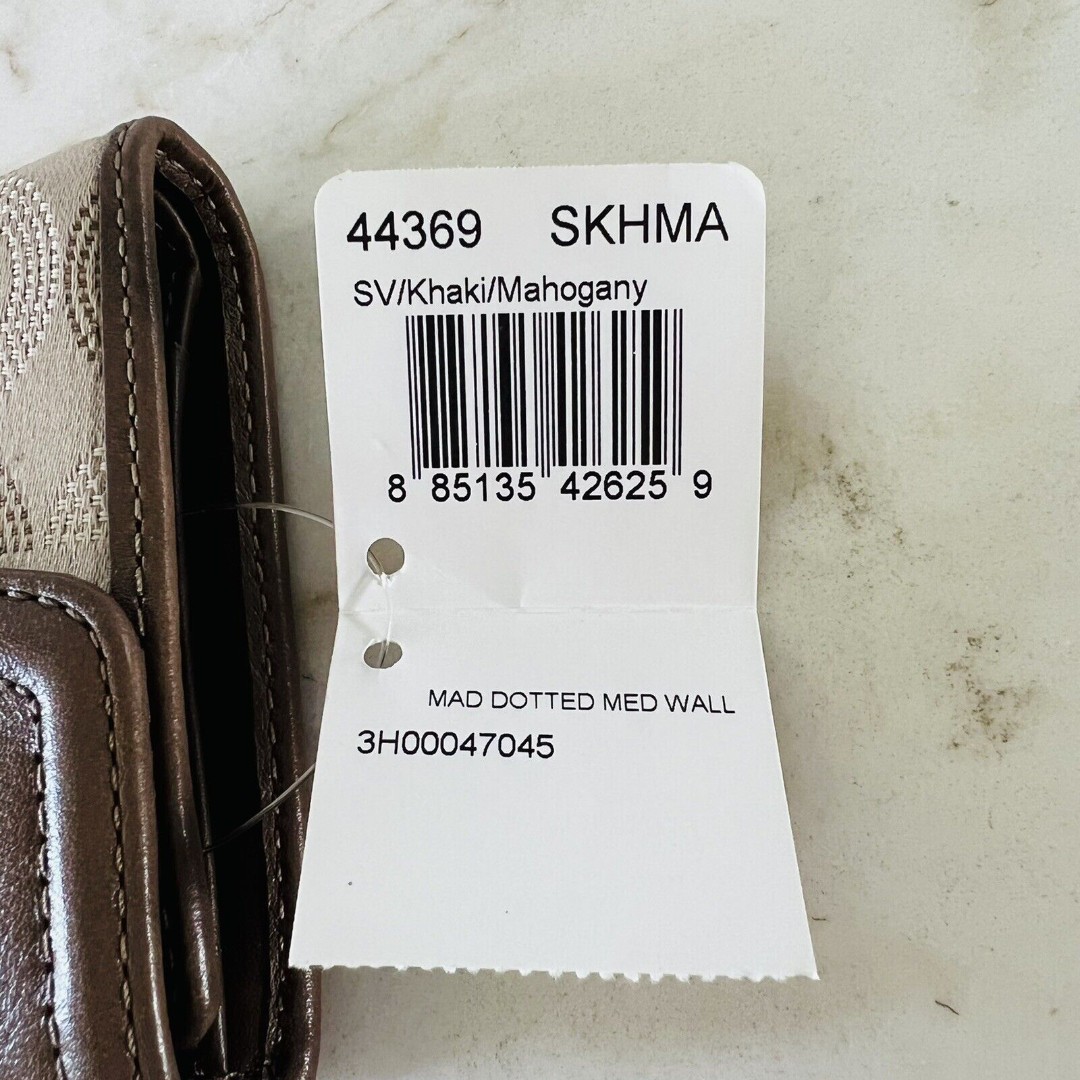 44369 SKHMA
SV/Khaki/Mahogany
8 85135 42625 9
MAD DOTTED MED WALL
3H00047045